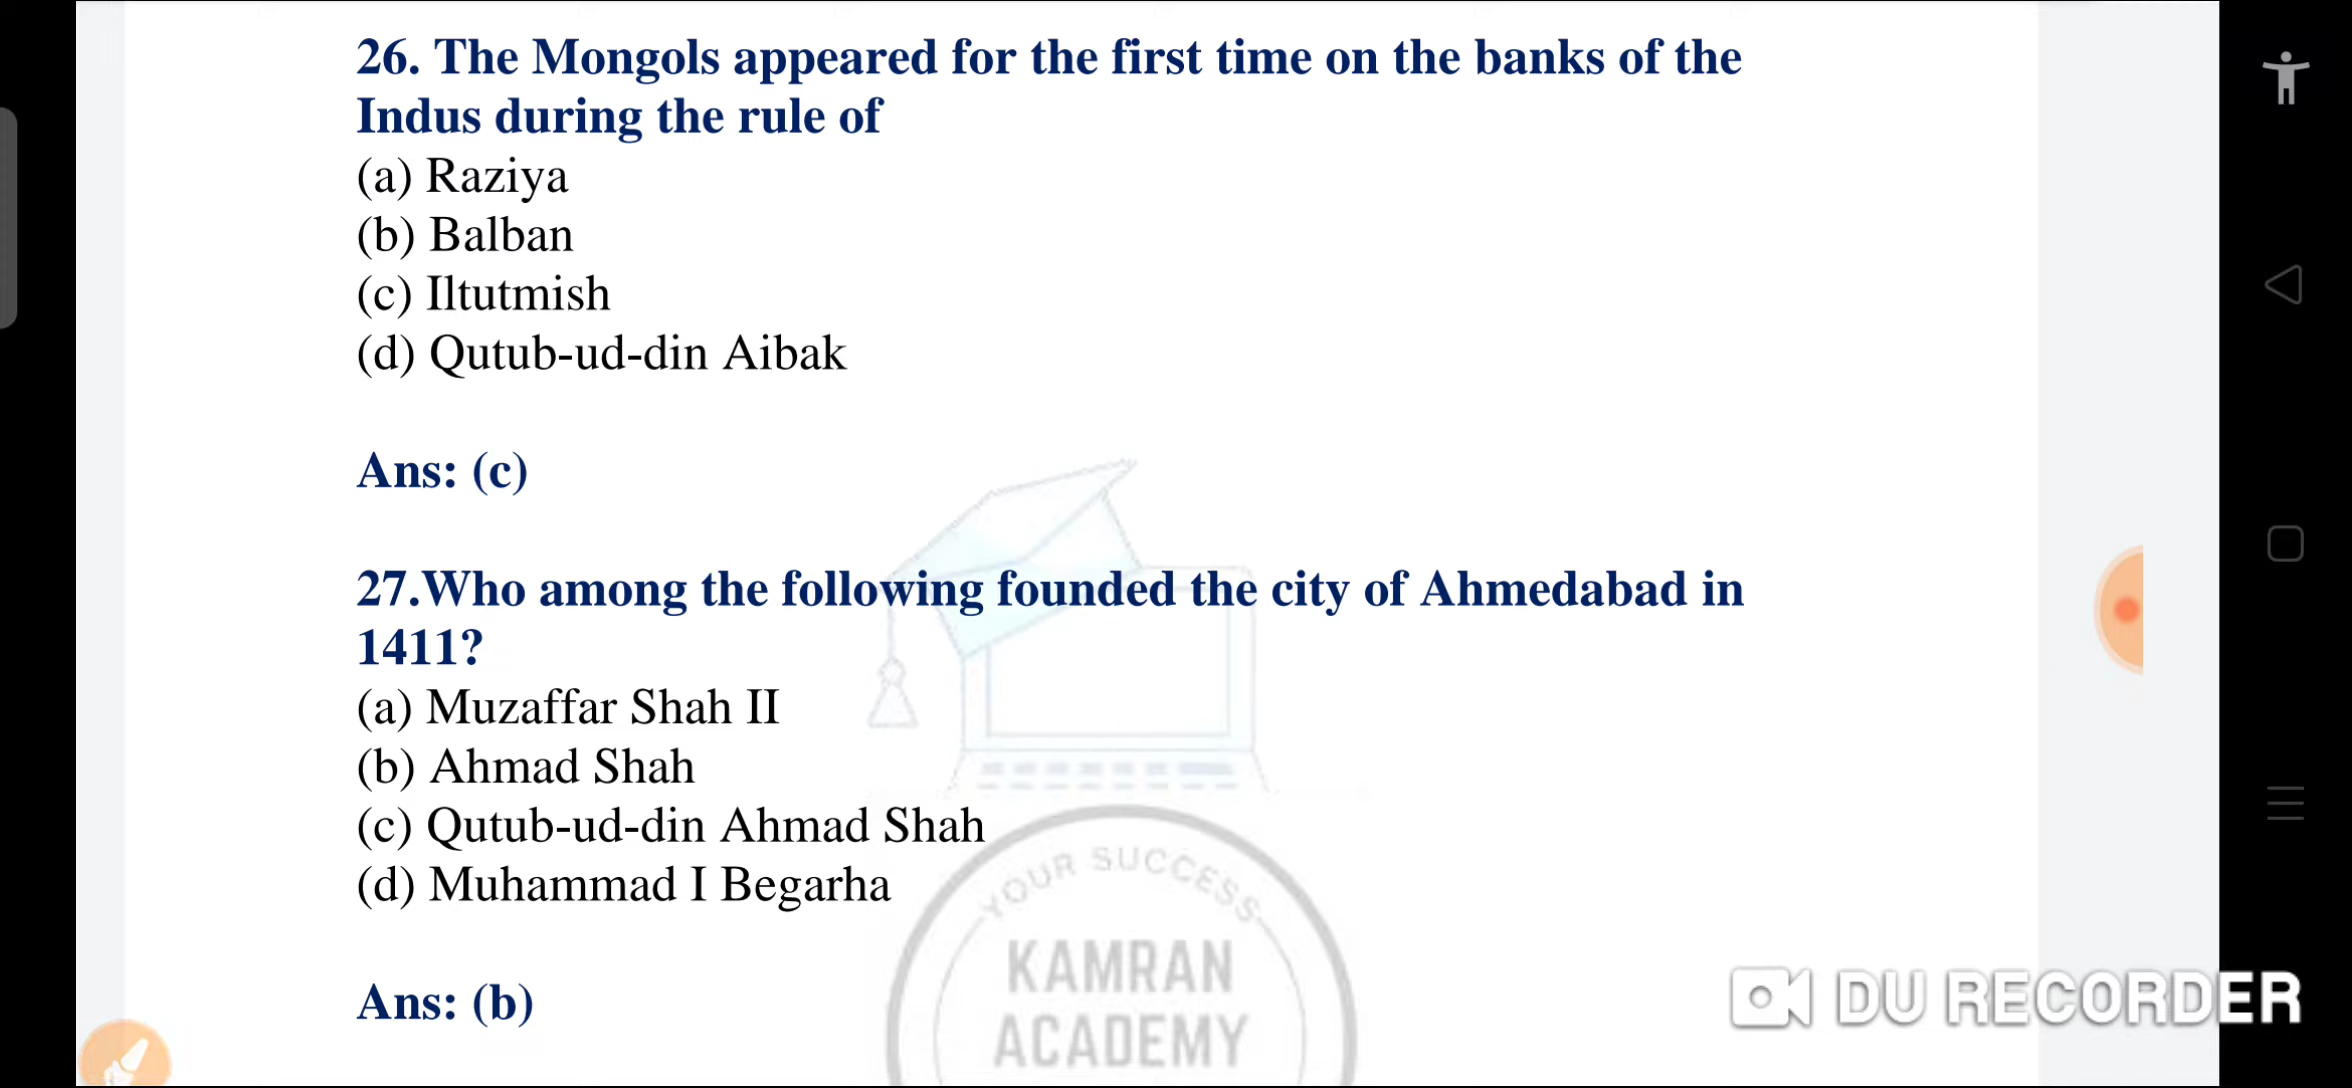 26. The Mongols appeared for the first time on the banks of the
Indus during the rule of
(a) Raziya
(b) Balban
(c) Iltutmish
(d) Qutub-ud-din Aibak
Ans: (c)
27.Who among the following founded the city of Ahmedabad in
1411?
(a) Muzaffar Shah II
(b) Ahmad Shah
(c) Qutub-ud-din Ahmad Shah
(d) Muhammad I Begarha
YOUR SUCCESS
KAMRAN
ACADEMY
Ans: (b)
DU RECORDER